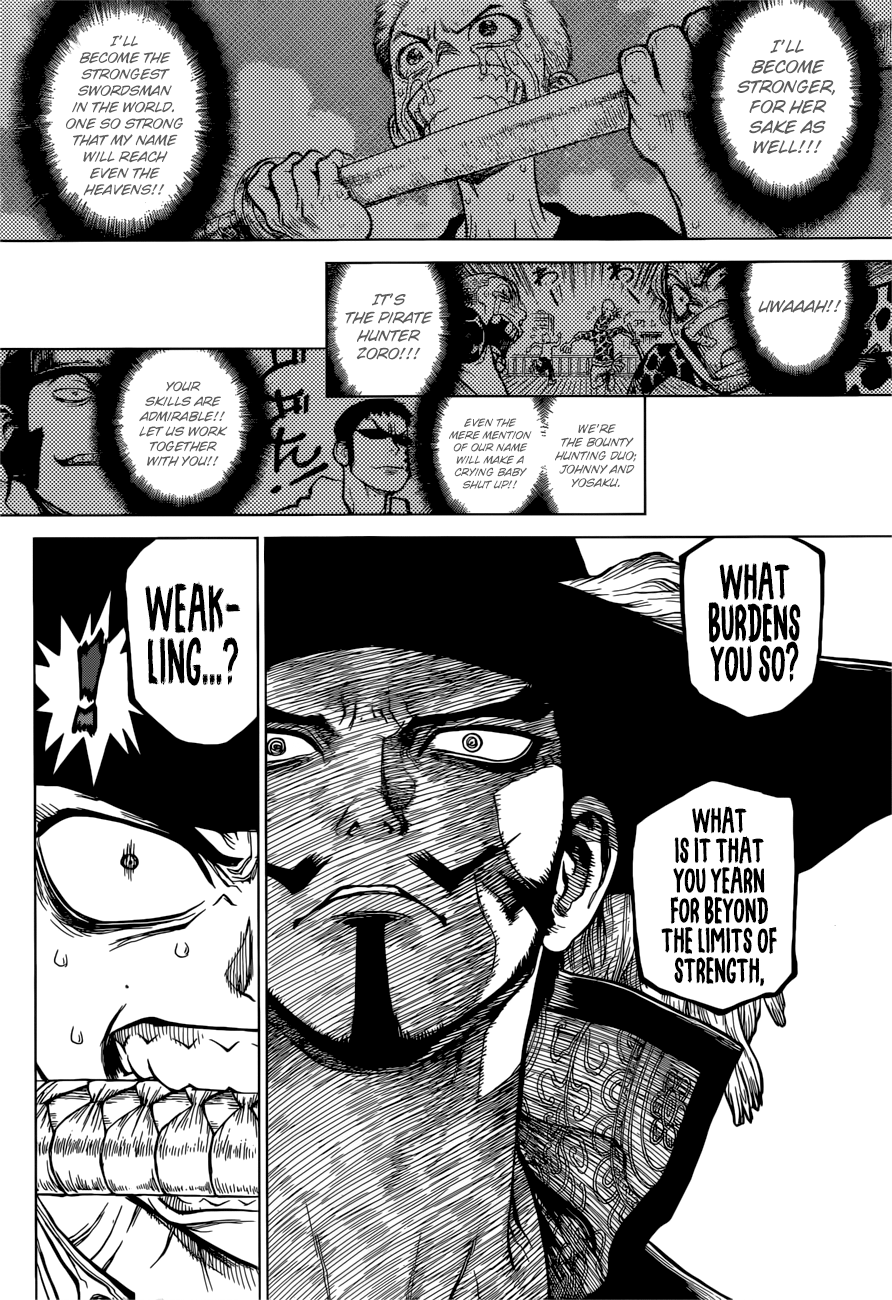 I'LL
BECOME
STRONGER,
FOR HER
SAKE AS
WELL!!!
I'LL
BECOME THE
STRONGEST
SWORDSMAN
IN THE WORLD.
ONE SO STRONG
THAT MY NAME
WILL REACH
EVEN THE
HEAVENS!!
UWAAAH!!
わ
わ
IT'S
THE PIRATE
HUNTER
ZORO!!!
WE'RE
THE BOUNTY
HUNTING DUO;
JOHNNY AND
YOSAKU.
EVEN THE
MERE MENTION
OF OUR NAME
WILL MAKE A
CRYING BABY
SHUT UP!!
YOUR
SKILLS ARE
ADMIRABLE!!
LET US WORK
TOGETHER
WITH YOU!!
WHAT
BURDENS
YOU SO?
WHAT
IS IT THAT
YOU YEARN
FOR BEYOND
THE LIMITS OF
STRENGTH,
WEAK-
LING...?
!